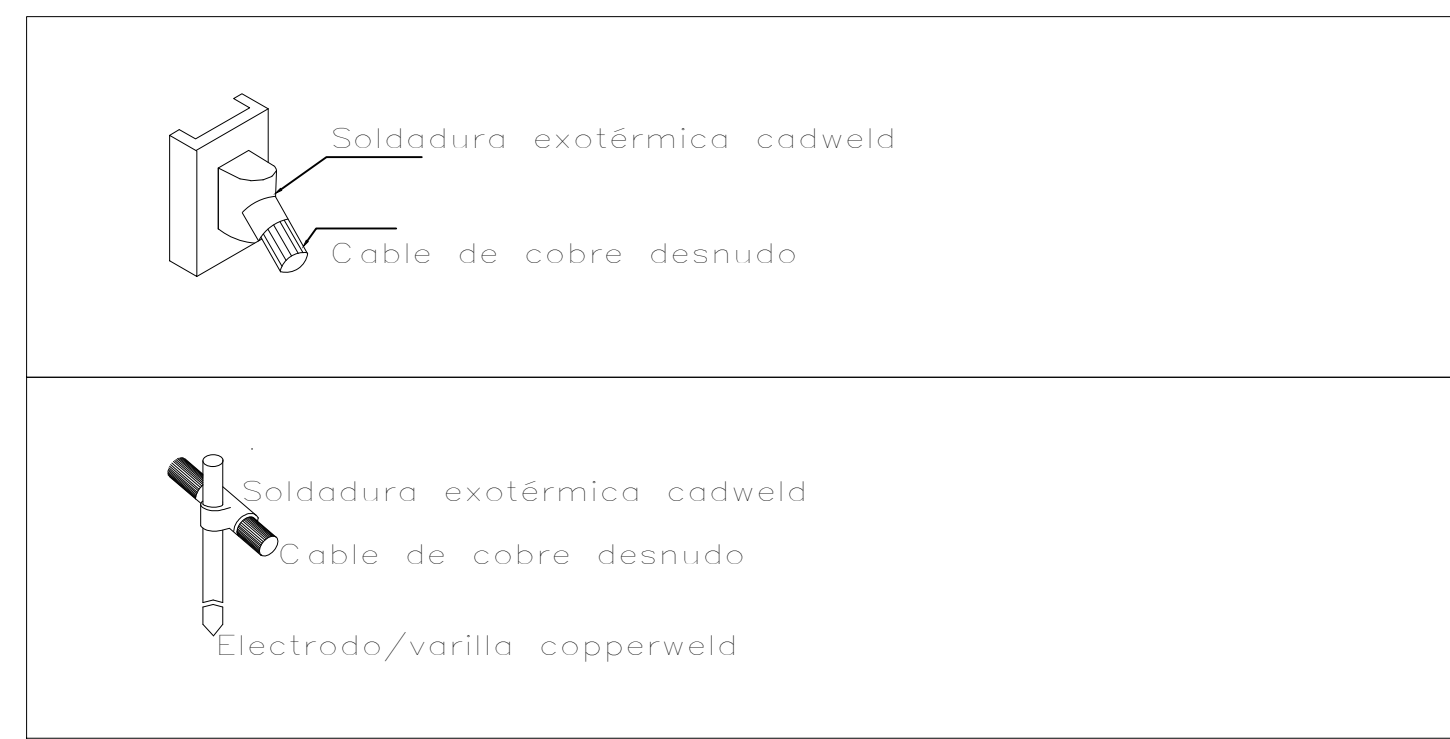 Soldadura exotérmica cadweld
Cable de cobre desnudo
Soldadura exotérmica cadweld
Cable de cobre desnudo
Electrodo/varilla copperweld